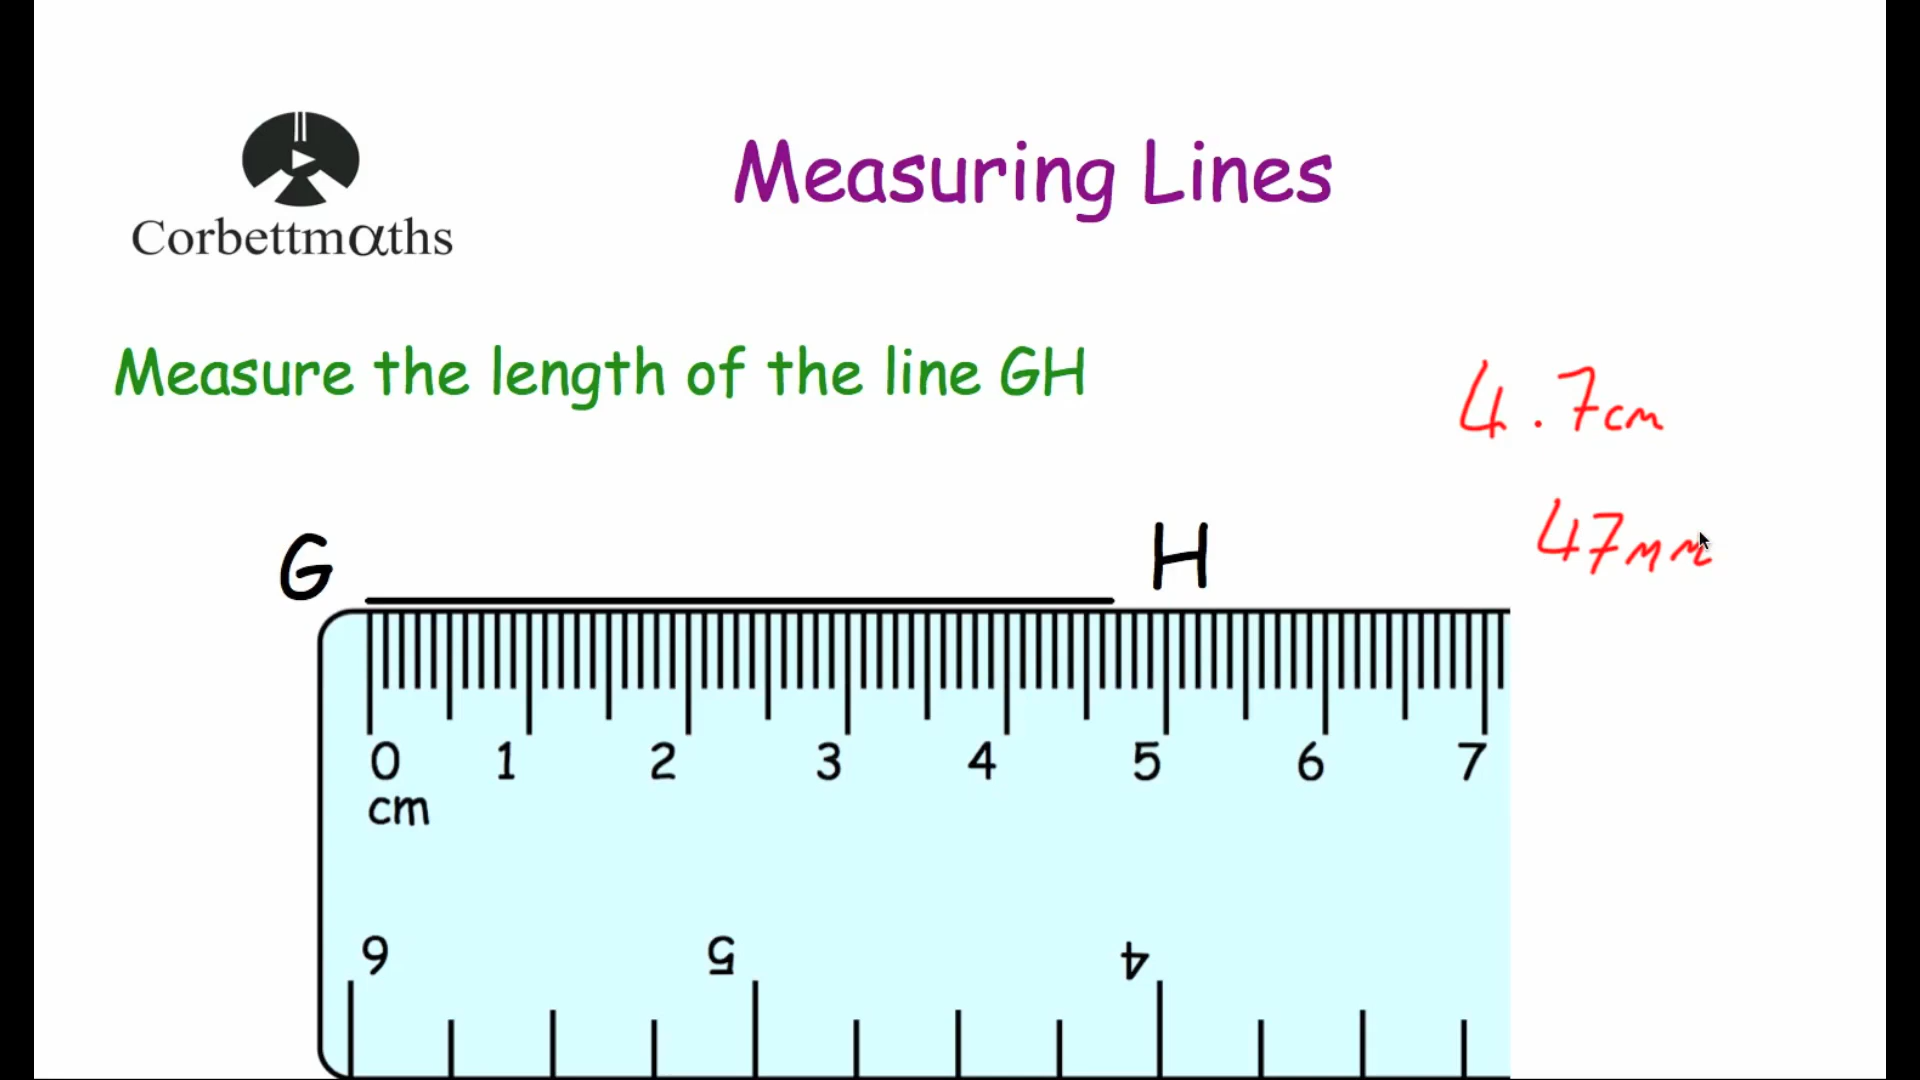 Corbettmαths
Measuring Lines
Measure the length of the line GH
4.7cm
47mm
G H
0 1 2 3 4 5 6 7
cm
6 5 4